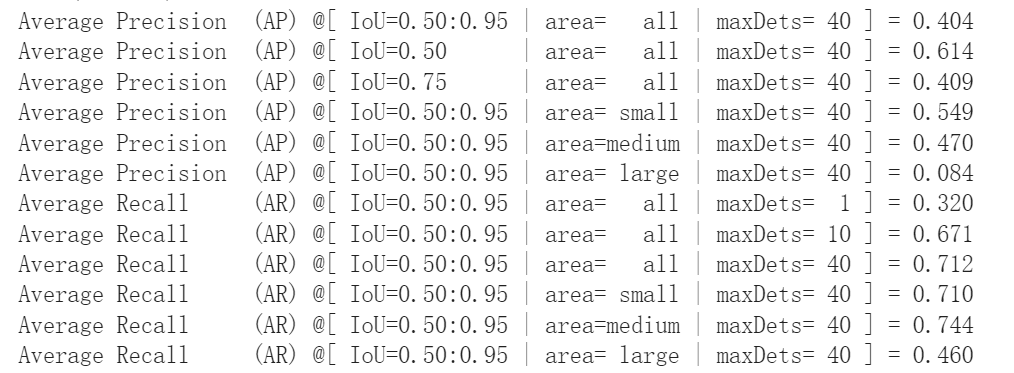 Average Precision  (AP) @[ IoU=0.50:0.95 | area=   all | maxDets= 40 ] = 0.404
Average Precision  (AP) @[ IoU=0.50      | area=   all | maxDets= 40 ] = 0.614
Average Precision  (AP) @[ IoU=0.75      | area=   all | maxDets= 40 ] = 0.409
Average Precision  (AP) @[ IoU=0.50:0.95 | area= small | maxDets= 40 ] = 0.549
Average Precision  (AP) @[ IoU=0.50:0.95 | area=medium | maxDets= 40 ] = 0.470
Average Precision  (AP) @[ IoU=0.50:0.95 | area= large | maxDets= 40 ] = 0.084
Average Recall     (AR) @[ IoU=0.50:0.95 | area=   all | maxDets=  1 ] = 0.320
Average Recall     (AR) @[ IoU=0.50:0.95 | area=   all | maxDets= 10 ] = 0.671
Average Recall     (AR) @[ IoU=0.50:0.95 | area=   all | maxDets= 40 ] = 0.712
Average Recall     (AR) @[ IoU=0.50:0.95 | area= small | maxDets= 40 ] = 0.710
Average Recall     (AR) @[ IoU=0.50:0.95 | area=medium | maxDets= 40 ] = 0.744
Average Recall     (AR) @[ IoU=0.50:0.95 | area= large | maxDets= 40 ] = 0.460